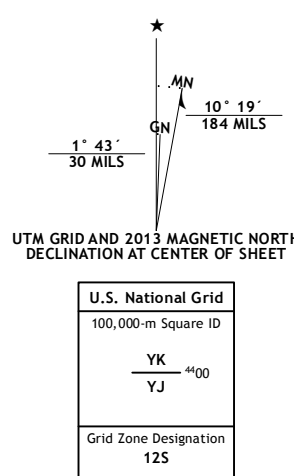 ★
MN
10° 19´
184 MILS
GN
1° 43´
30 MILS
UTM GRID AND 2013 MAGNETIC NORTH
DECLINATION AT CENTER OF SHEET
U.S. National Grid
100,000-m Square ID
YK
4400
YJ
Grid Zone Designation
12S